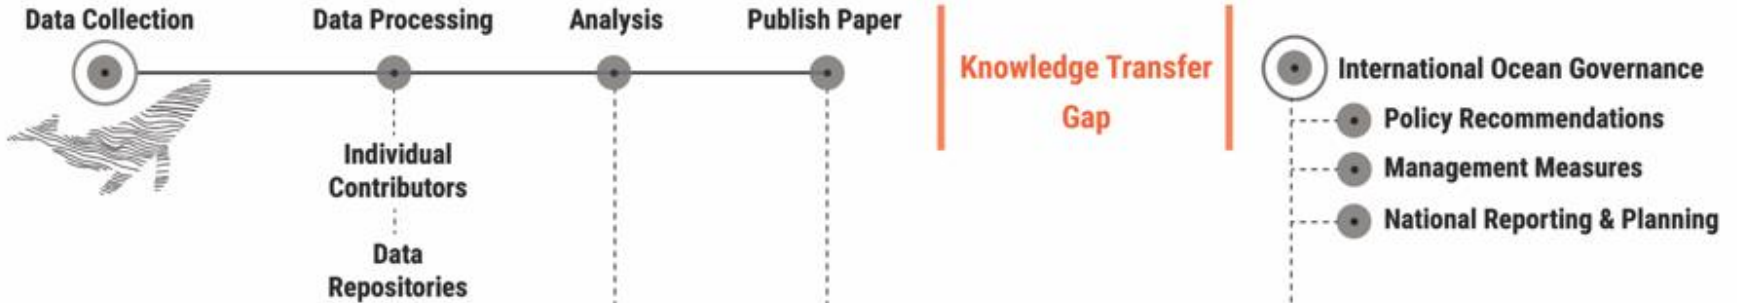 Data Collection
Data Processing
Analysis
Publish Paper
Individual
Contributors
Data
Repositories
Knowledge Transfer
Gap
International Ocean Governance
Policy Recommendations
Management Measures
National Reporting & Planning